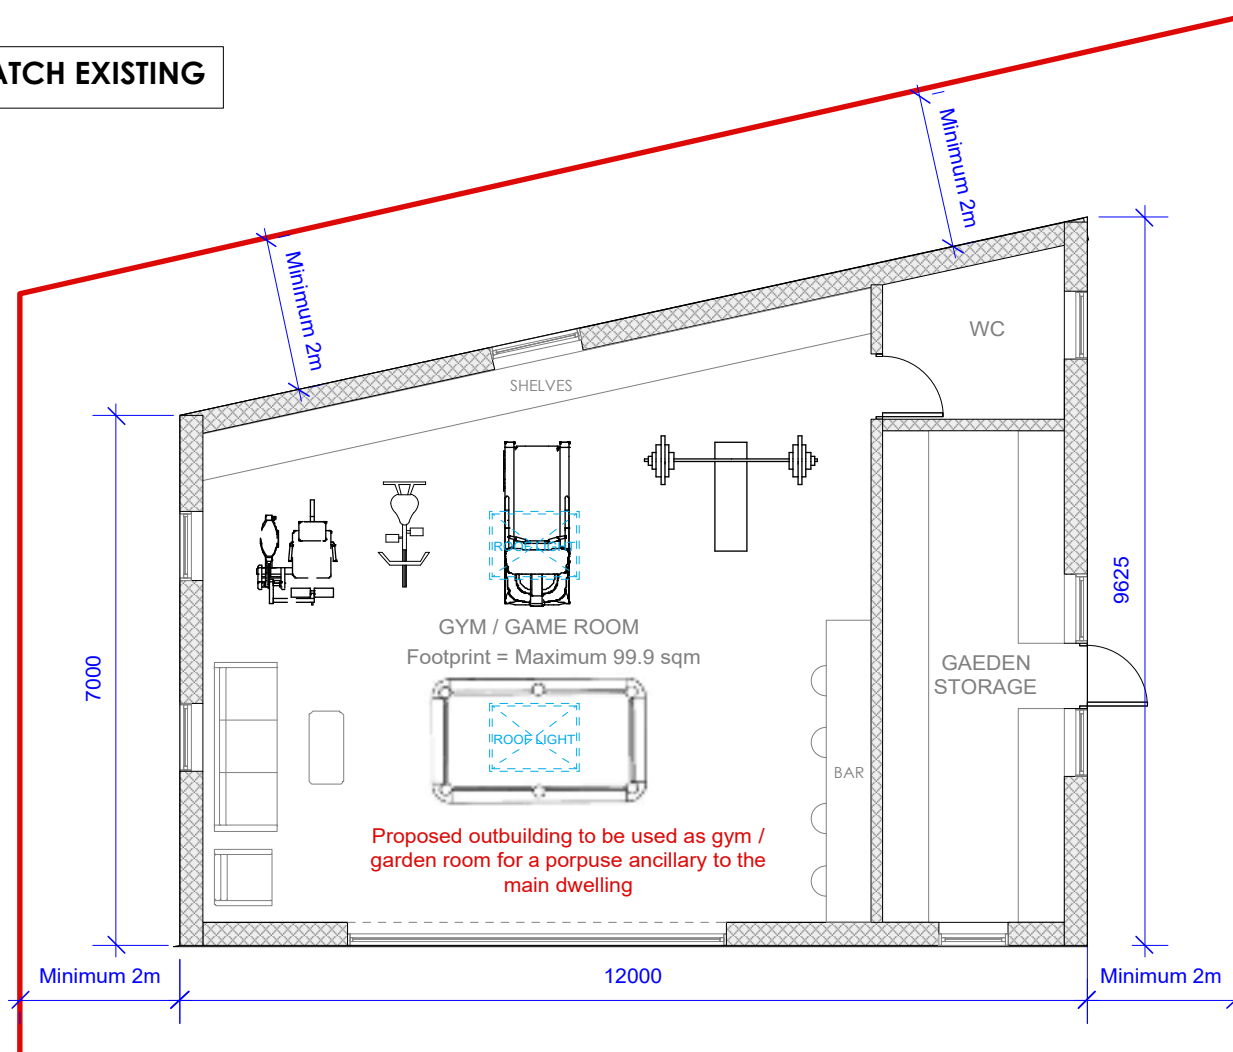 ATCH EXISTING
Minimum 2m
Minimum 2m
WC
SHELVES
ROOF LIGHT
9625
GYM / GAME ROOM
Footprint = Maximum 99.9 sqm
7000
GAEDEN
STORAGE
ROOF LIGHT
BAR
Proposed outbuilding to be used as gym /
garden room for a porpuse ancillary to the
main dwelling
Minimum 2m
12000
Minimum 2m